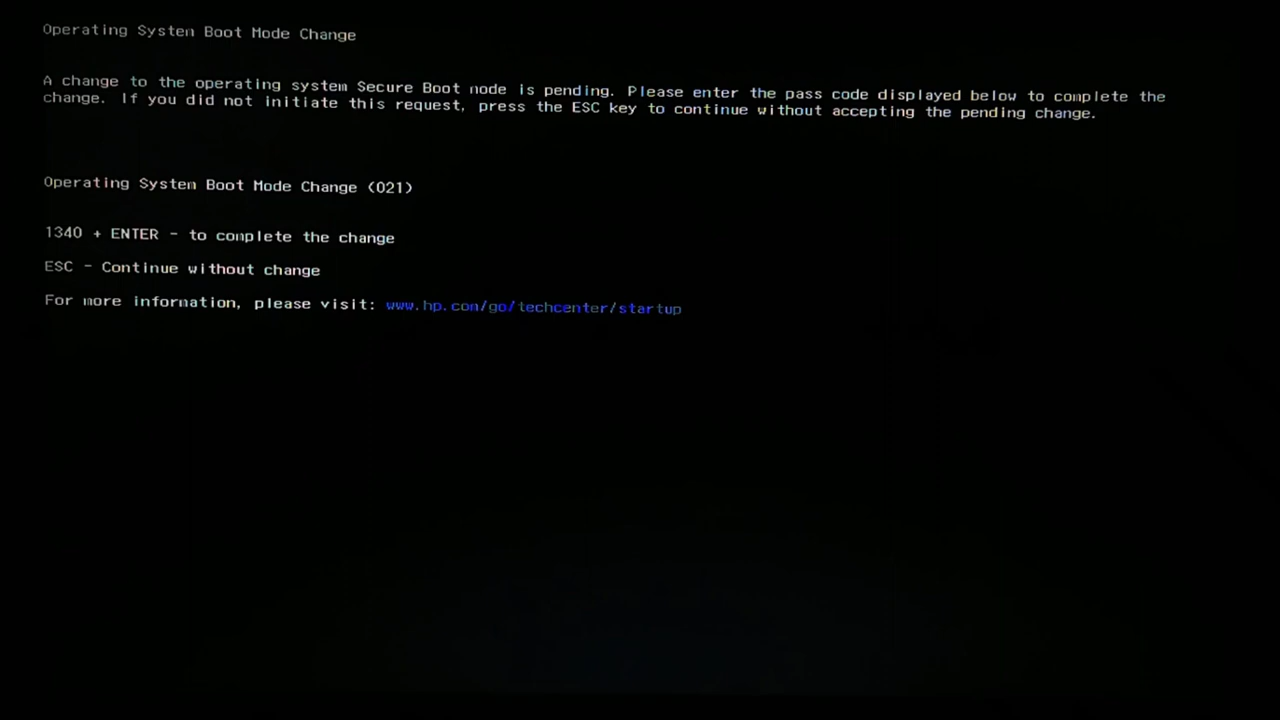 Operating System Boot Mode Change
A change to the operating system Secure Boot mode is pending. Please enter the pass code displayed below to complete the
change. If you did not initiate this request, press the ESC key to continue without accepting the pending change.
Operating System Boot Mode Change (021)
1340 + ENTER - to complete the change
ESC - Continue without change
For more information, please visit: www.hp.com/go/techcenter/startup